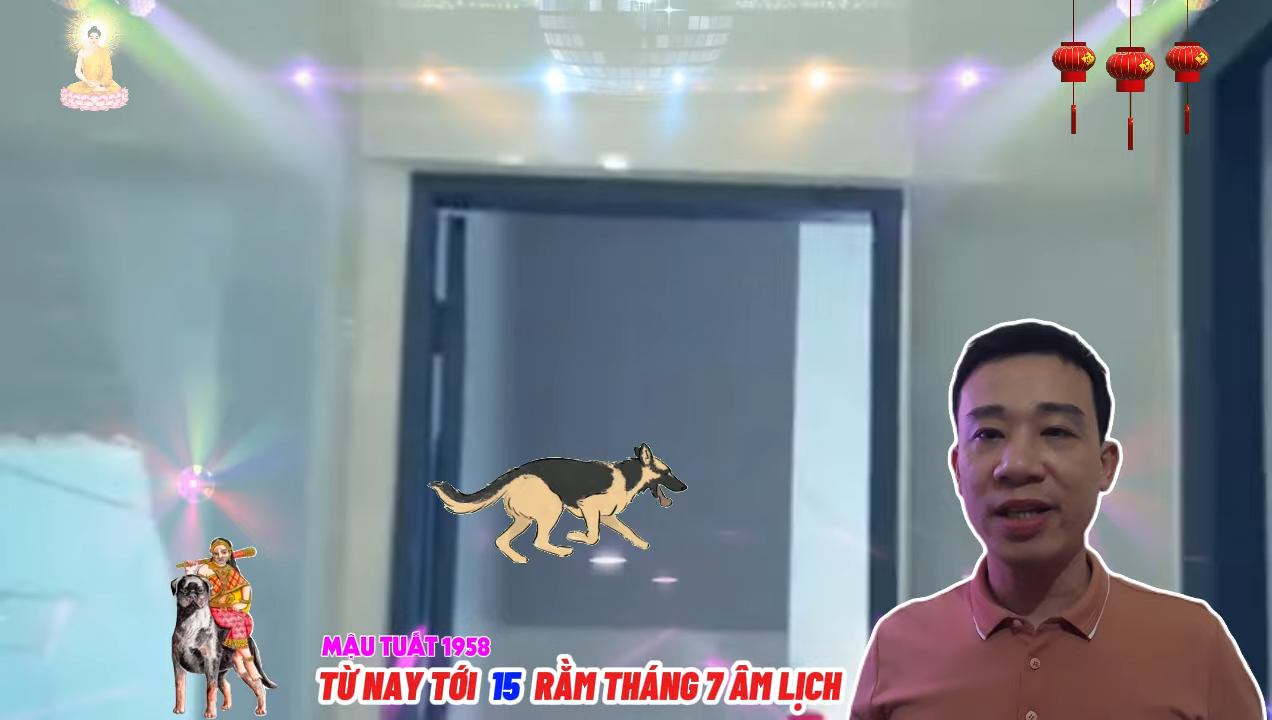 MẬU TUẤT 1958
TỪ NAY TỚI 15 RẰM THÁNG 7 ÂM LỊCH